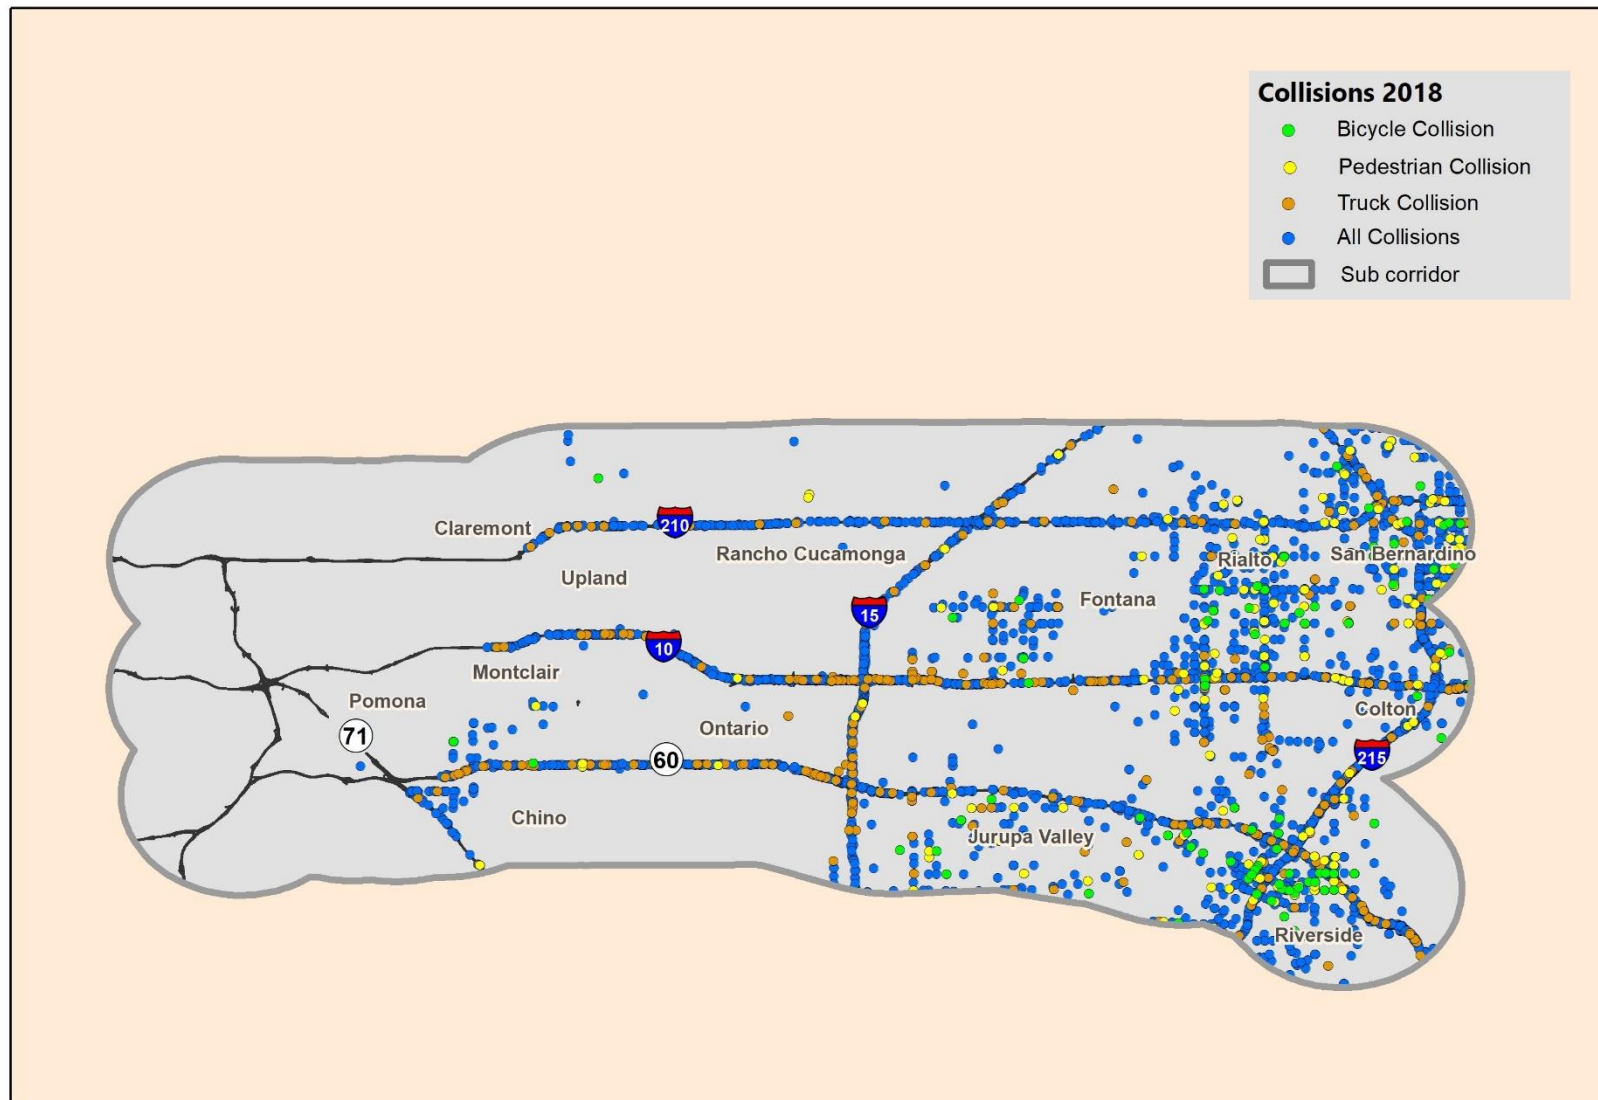 Collisions 2018
Bicycle Collision
Pedestrian Collision
Truck Collision
All Collisions
Sub corridor
Claremont
210
Rancho Cucamonga
Rialto
San Bernardino
Upland
Fontana
15
10
Montclair
Pomona
Colton
71
Ontario
60
215
Chino
Jurupa Valley
Riverside